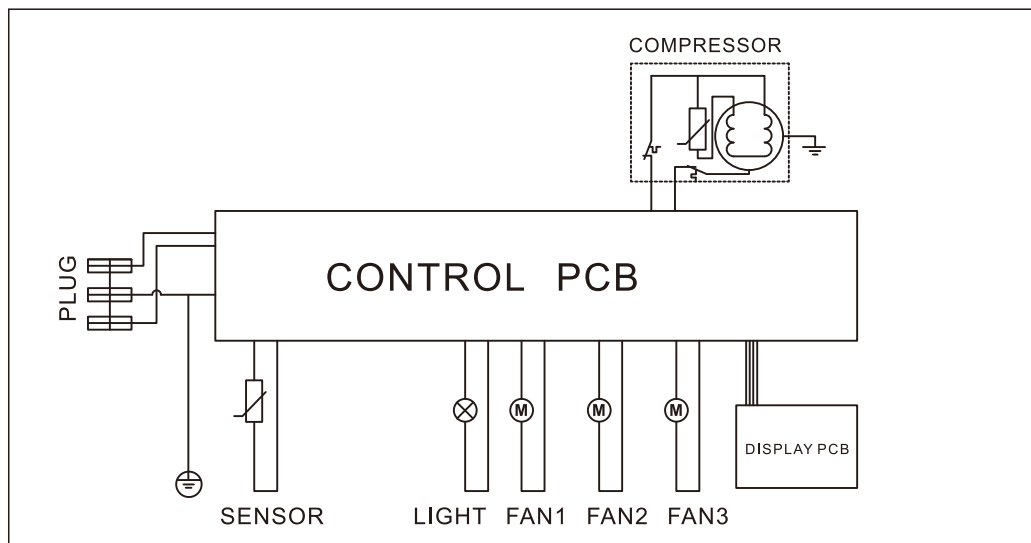 COMPRESSOR
PLUG
CONTROL PCB
M M M
DISPLAY PCB
SENSOR LIGHT FAN1 FAN2 FAN3